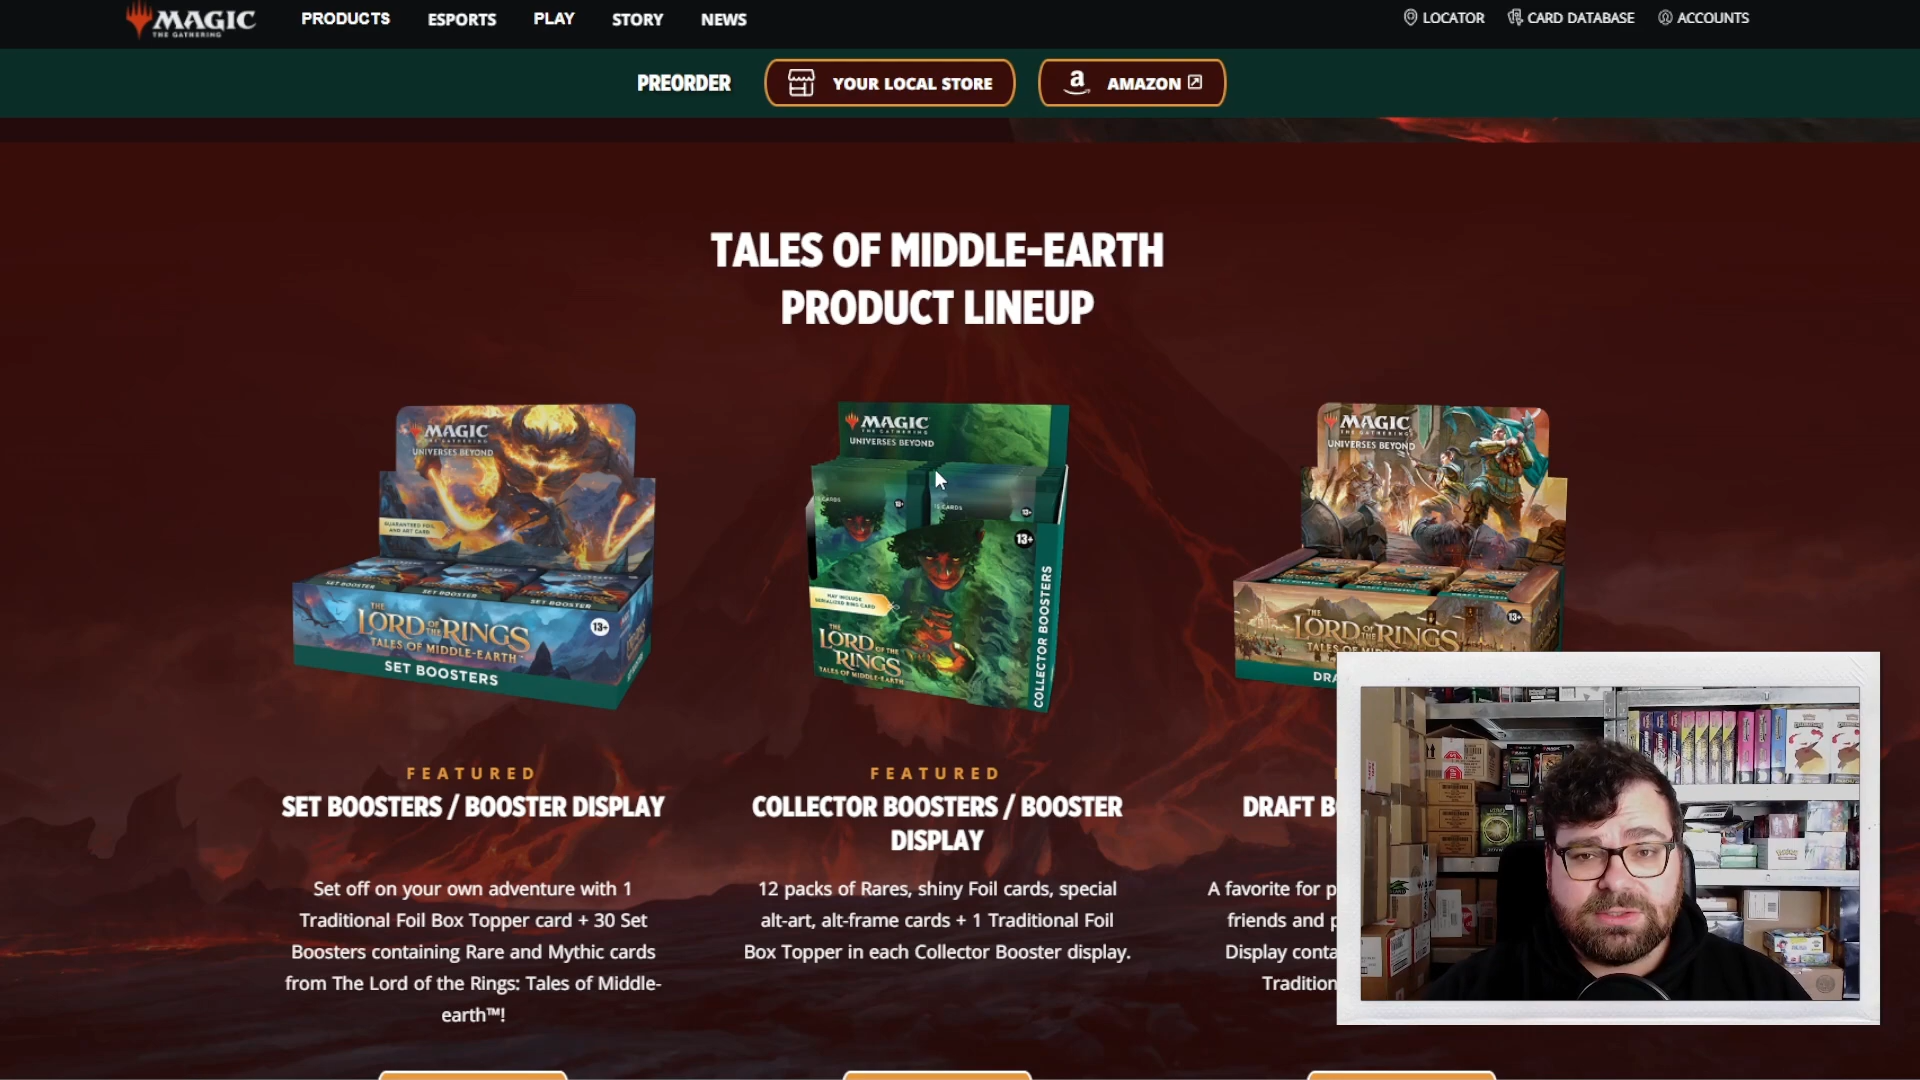 MAGIC
THE GATHERING
PRODUCTS
ESPORTS
PLAY
STORY
NEWS
LOCATOR
CARD DATABASE
ACCOUNTS
PREORDER
YOUR LOCAL STORE
AMAZON
TALES OF MIDDLE-EARTH
PRODUCT LINEUP
MAGIC
THE GATHERING
UNIVERSES BEYOND
GUARANTEED FOIL
AND ART CARD
SET BOOSTER
SET BOOSTER
SET BOOSTER
THE
LORD OF THE RINGS
TALES OF MIDDLE-EARTH
13+
SET BOOSTERS
MAGIC
THE GATHERING
UNIVERSES BEYOND
CARDS
CARDS
13+
MAY INCLUDE
SERIALIZED RING CARD
THE
LORD OF THE
RINGS
TALES OF MIDDLE-EARTH
COLLECTOR BOOSTERS
MAGIC
THE GATHERING
UNIVERSES BEYOND
13+
THE
LORD OF THE RINGS
TALES OF MIDD
DRA
FEATURED
SET BOOSTERS / BOOSTER DISPLAY
Set off on your own adventure with 1
Traditional Foil Box Topper card + 30 Set
Boosters containing Rare and Mythic cards
from The Lord of the Rings: Tales of Middle-
earth™!
FEATURED
COLLECTOR BOOSTERS / BOOSTER
DISPLAY
12 packs of Rares, shiny Foil cards, special
alt-art, alt-frame cards + 1 Traditional Foil
Box Topper in each Collector Booster display.
DRAFT B
A favorite for p
friends and p
Display conta
Tradition